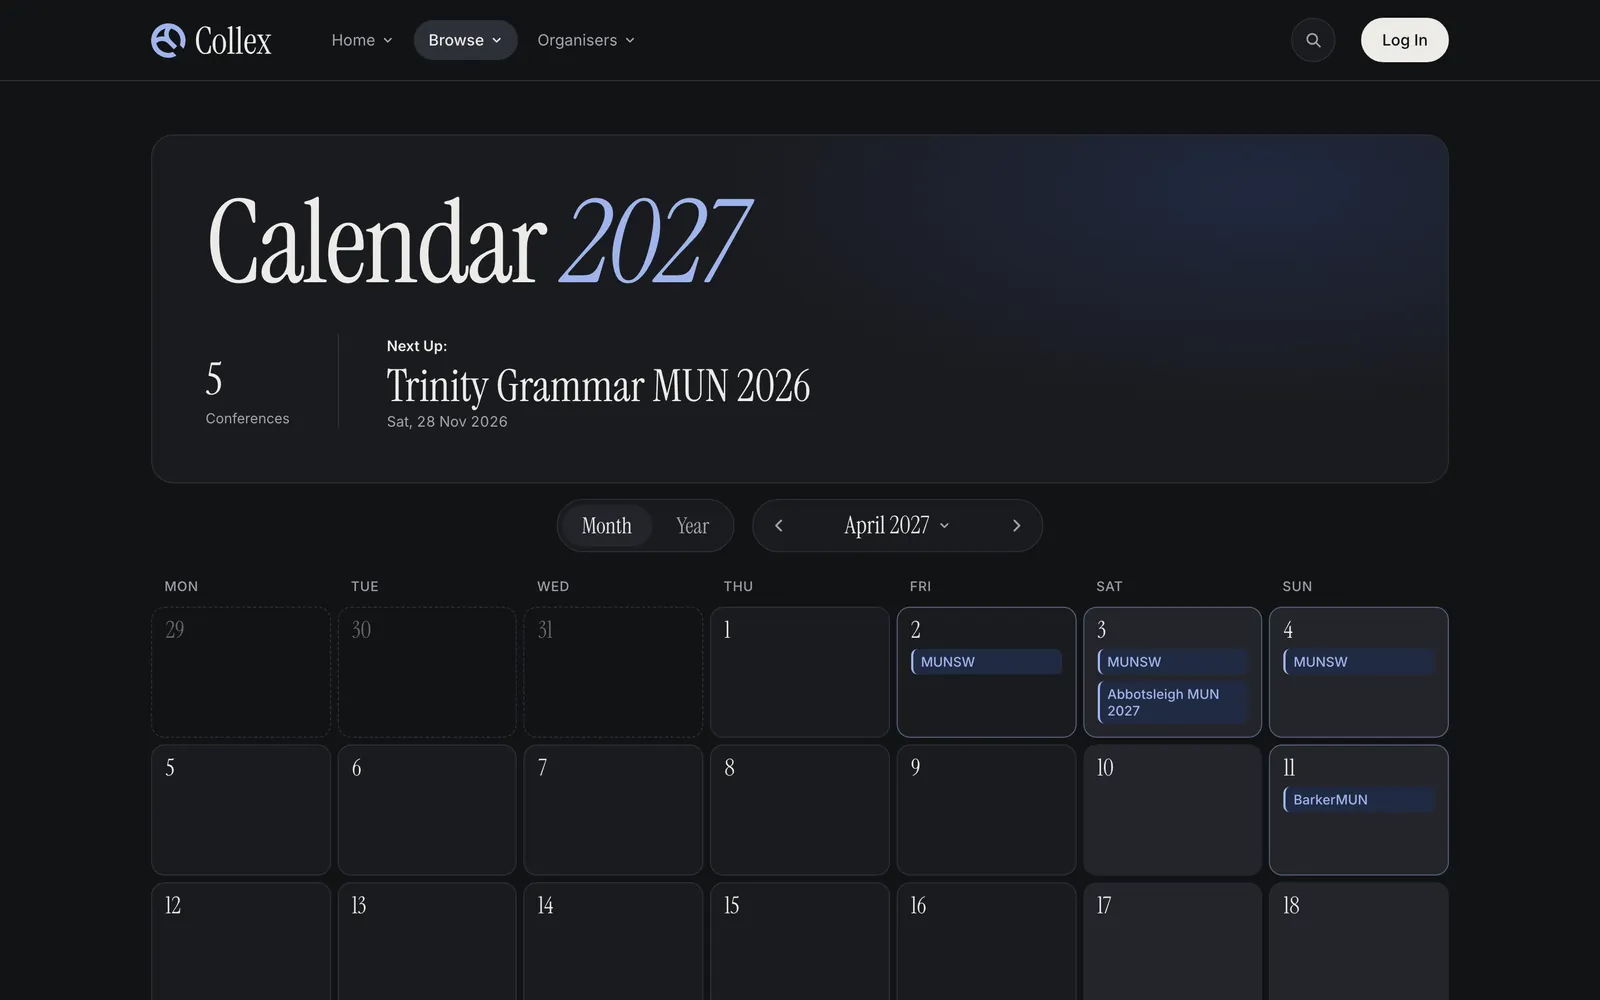 Collex
Home
Browse
Organisers
Log In
Calendar 2027
5
Conferences
Next Up:
Trinity Grammar MUN 2026
Sat, 28 Nov 2026
Month
Year
April 2027
MON
TUE
WED
THU
FRI
SAT
SUN
29
30
31
1
2
MUNSW
3
MUNSW
Abbotsleigh MUN
2027
4
MUNSW
5
6
7
8
9
10
11
BarkerMUN
12
13
14
15
16
17
18